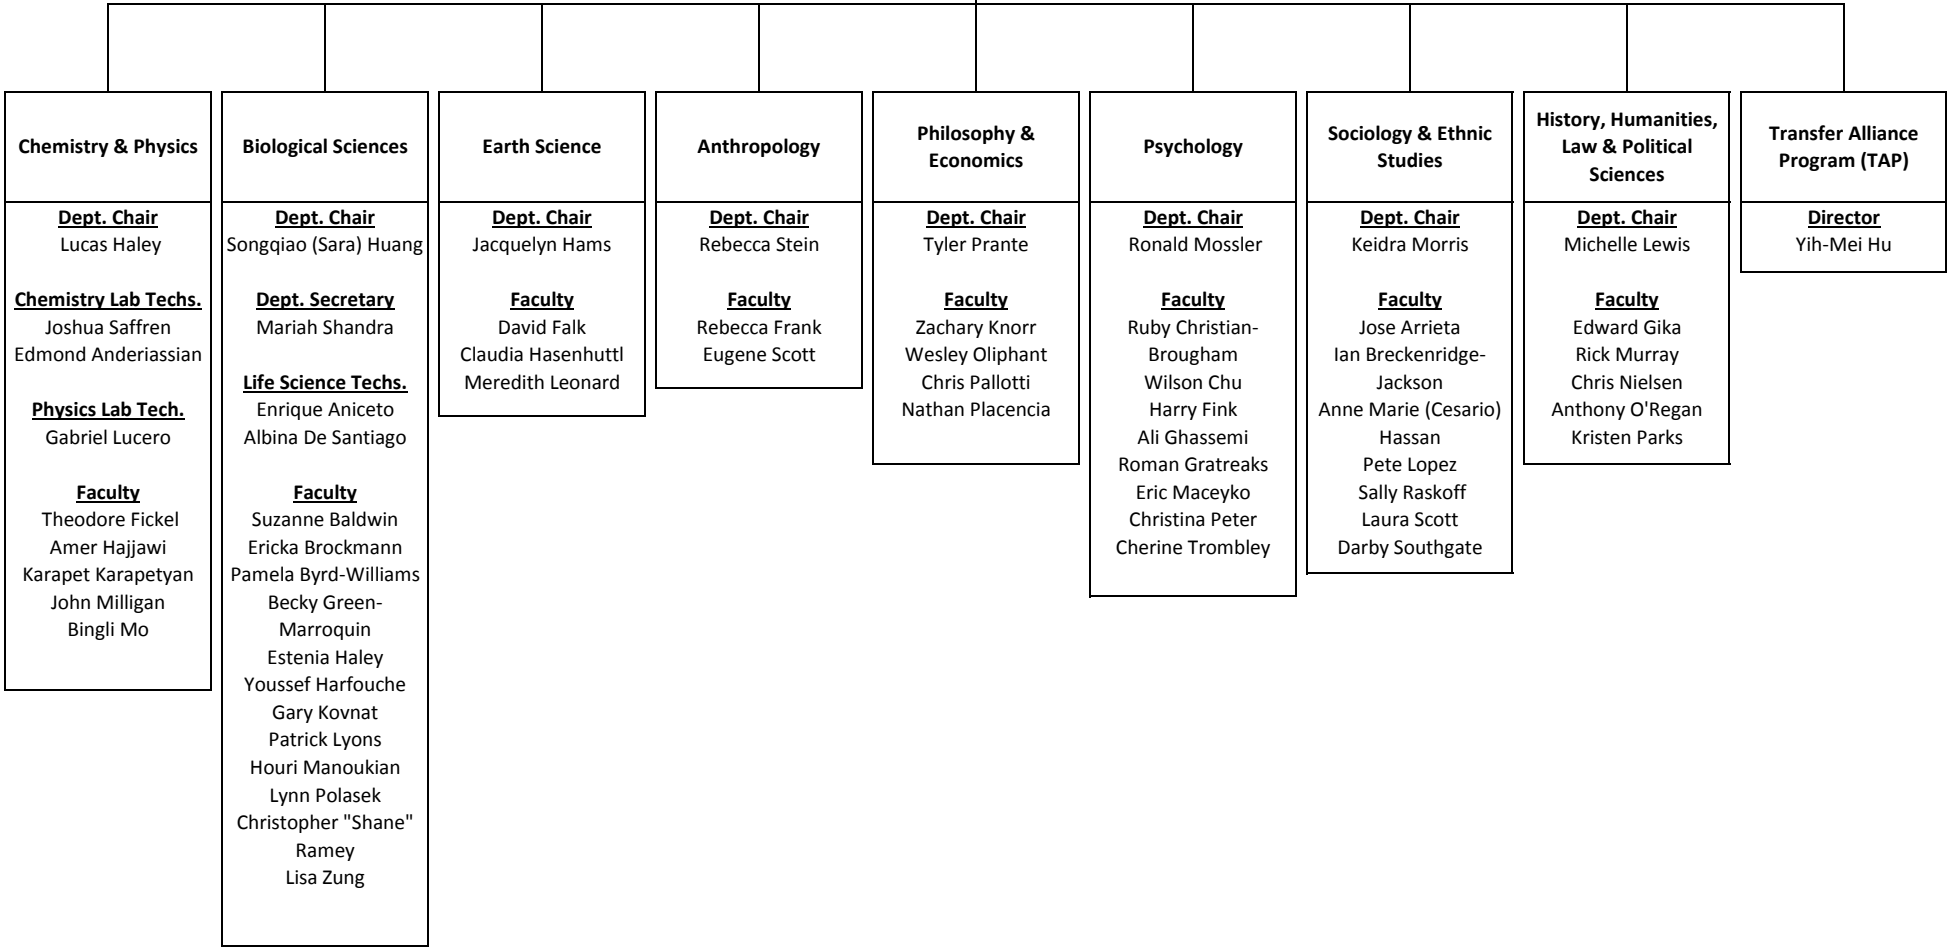 Chemistry & Physics
Dept. Chair
Lucas Haley
Chemistry Lab Techs.
Joshua Saffren
Edmond Anderiassian
Physics Lab Tech.
Gabriel Lucero
Faculty
Theodore Fickel
Amer Hajjawi
Karapet Karapetyan
John Milligan
Bingli Mo
Biological Sciences
Dept. Chair
Songqiao (Sara) Huang
Dept. Secretary
Mariah Shandra
Life Science Techs.
Enrique Aniceto
Albina De Santiago
Faculty
Suzanne Baldwin
Ericka Brockmann
Pamela Byrd-Williams
Becky Green-
Marroquin
Estenia Haley
Youssef Harfouche
Gary Kovnat
Patrick Lyons
Houri Manoukian
Lynn Polasek
Christopher "Shane"
Ramey
Lisa Zung
Earth Science
Dept. Chair
Jacquelyn Hams
Faculty
David Falk
Claudia Hasenhuttl
Meredith Leonard
Anthropology
Dept. Chair
Rebecca Stein
Faculty
Rebecca Frank
Eugene Scott
Philosophy &
Economics
Dept. Chair
Tyler Prante
Faculty
Zachary Knorr
Wesley Oliphant
Chris Pallotti
Nathan Placencia
Psychology
Dept. Chair
Ronald Mossler
Faculty
Ruby Christian-
Brougham
Wilson Chu
Harry Fink
Ali Ghassemi
Roman Gratreaks
Eric Maceyko
Christina Peter
Cherine Trombley
Sociology & Ethnic
Studies
Dept. Chair
Keidra Morris
Faculty
Jose Arrieta
Ian Breckenridge-
Jackson
Anne Marie (Cesario)
Hassan
Pete Lopez
Sally Raskoff
Laura Scott
Darby Southgate
History, Humanities,
Law & Political
Sciences
Dept. Chair
Michelle Lewis
Faculty
Edward Gika
Rick Murray
Chris Nielsen
Anthony O'Regan
Kristen Parks
Transfer Alliance
Program (TAP)
Director
Yih-Mei Hu